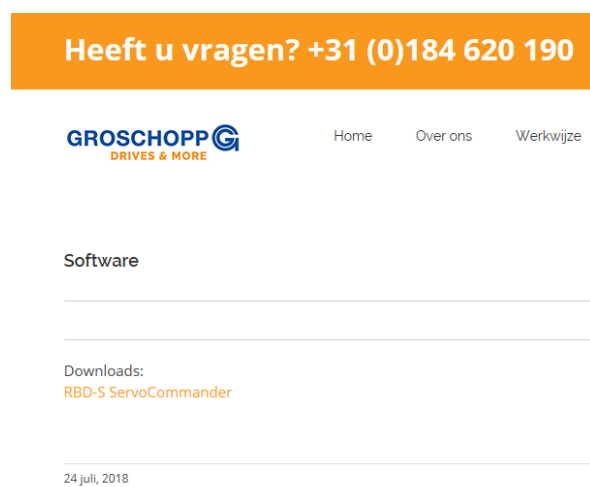 Heeft u vragen? +31 (0)184 620 190
GROSCHOPP
DRIVES & MORE
Home Over ons Werkwijze
Software
Downloads:
RBD-S ServoCommander
24 juli, 2018